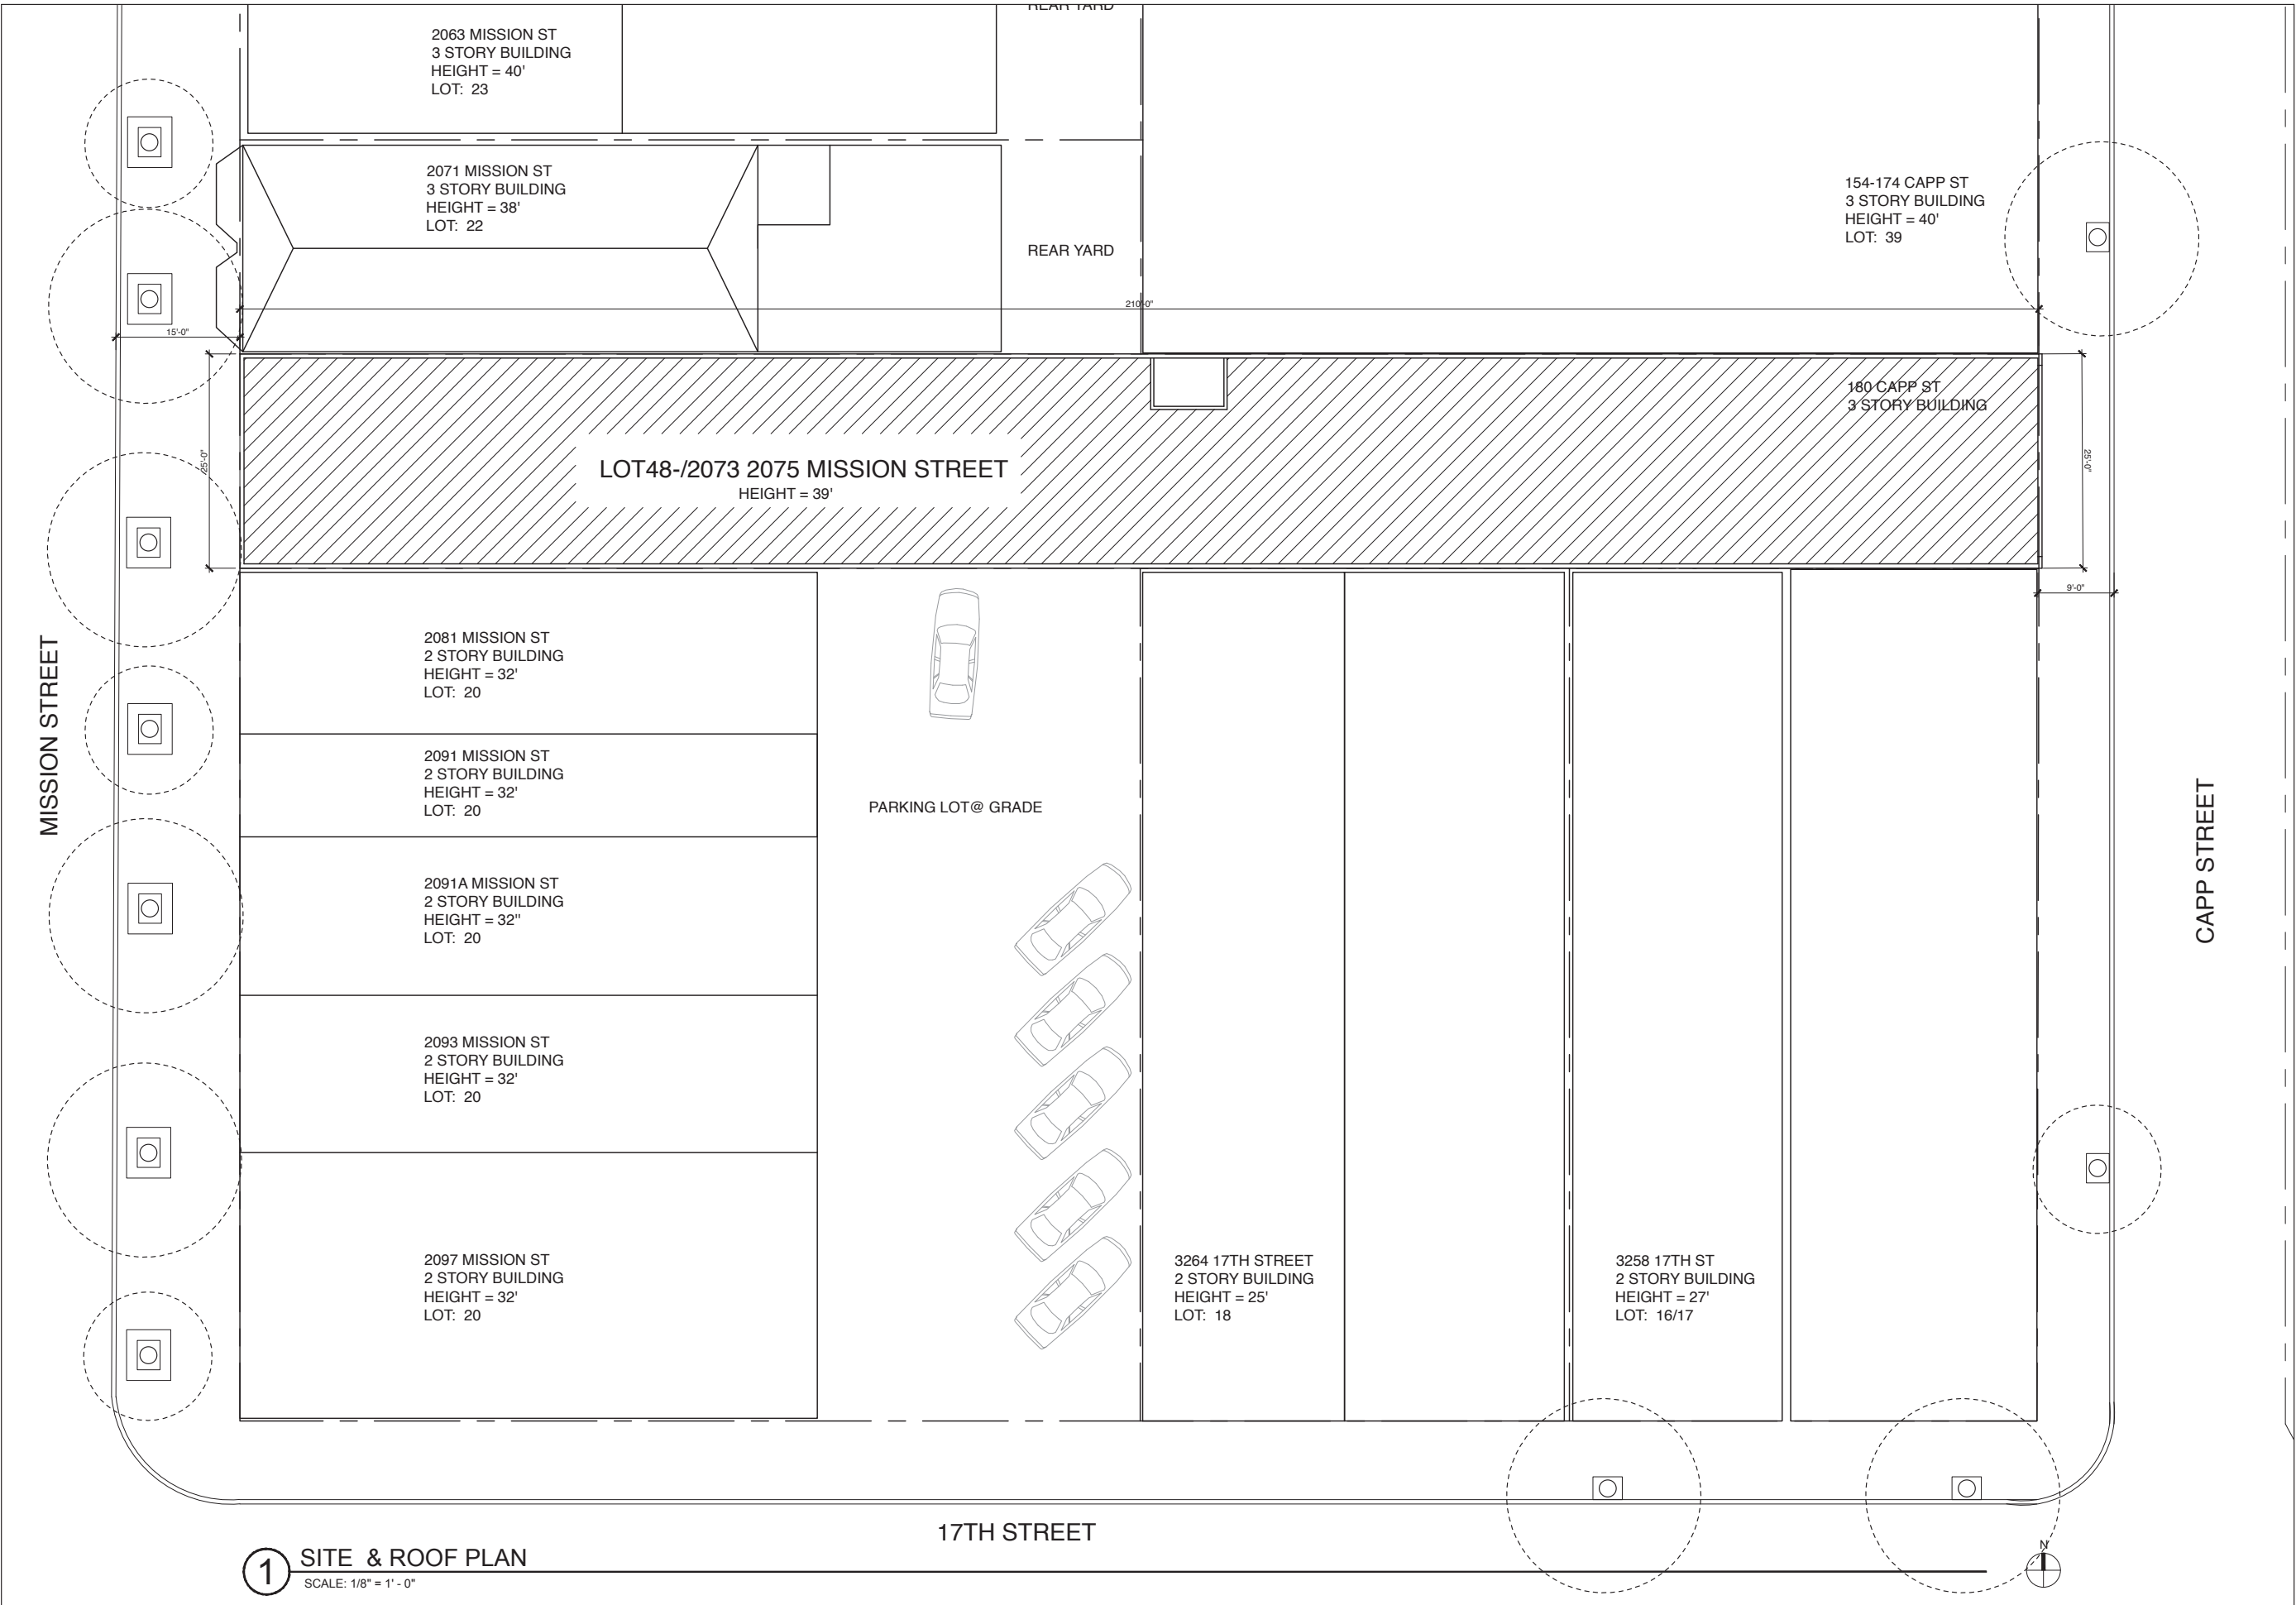 REAR YARD
2063 MISSION ST
3 STORY BUILDING
HEIGHT = 40'
LOT: 23
2071 MISSION ST
3 STORY BUILDING
HEIGHT = 38'
LOT: 22
REAR YARD
154-174 CAPP ST
3 STORY BUILDING
HEIGHT = 40'
LOT: 39
210'-0"
15'-0"
180 CAPP ST
3 STORY BUILDING
25'-0"
25'-0"
LOT48-/2073 2075 MISSION STREET
HEIGHT = 39'
9'-0"
MISSION STREET
2081 MISSION ST
2 STORY BUILDING
HEIGHT = 32'
LOT: 20
2091 MISSION ST
2 STORY BUILDING
HEIGHT = 32'
LOT: 20
PARKING LOT@ GRADE
CAPP STREET
2091A MISSION ST
2 STORY BUILDING
HEIGHT = 32"
LOT: 20
2093 MISSION ST
2 STORY BUILDING
HEIGHT = 32'
LOT: 20
2097 MISSION ST
2 STORY BUILDING
HEIGHT = 32'
LOT: 20
3264 17TH STREET
2 STORY BUILDING
HEIGHT = 25'
LOT: 18
3258 17TH ST
2 STORY BUILDING
HEIGHT = 27'
LOT: 16/17
17TH STREET
1
SITE & ROOF PLAN
SCALE: 1/8" = 1' - 0"
N